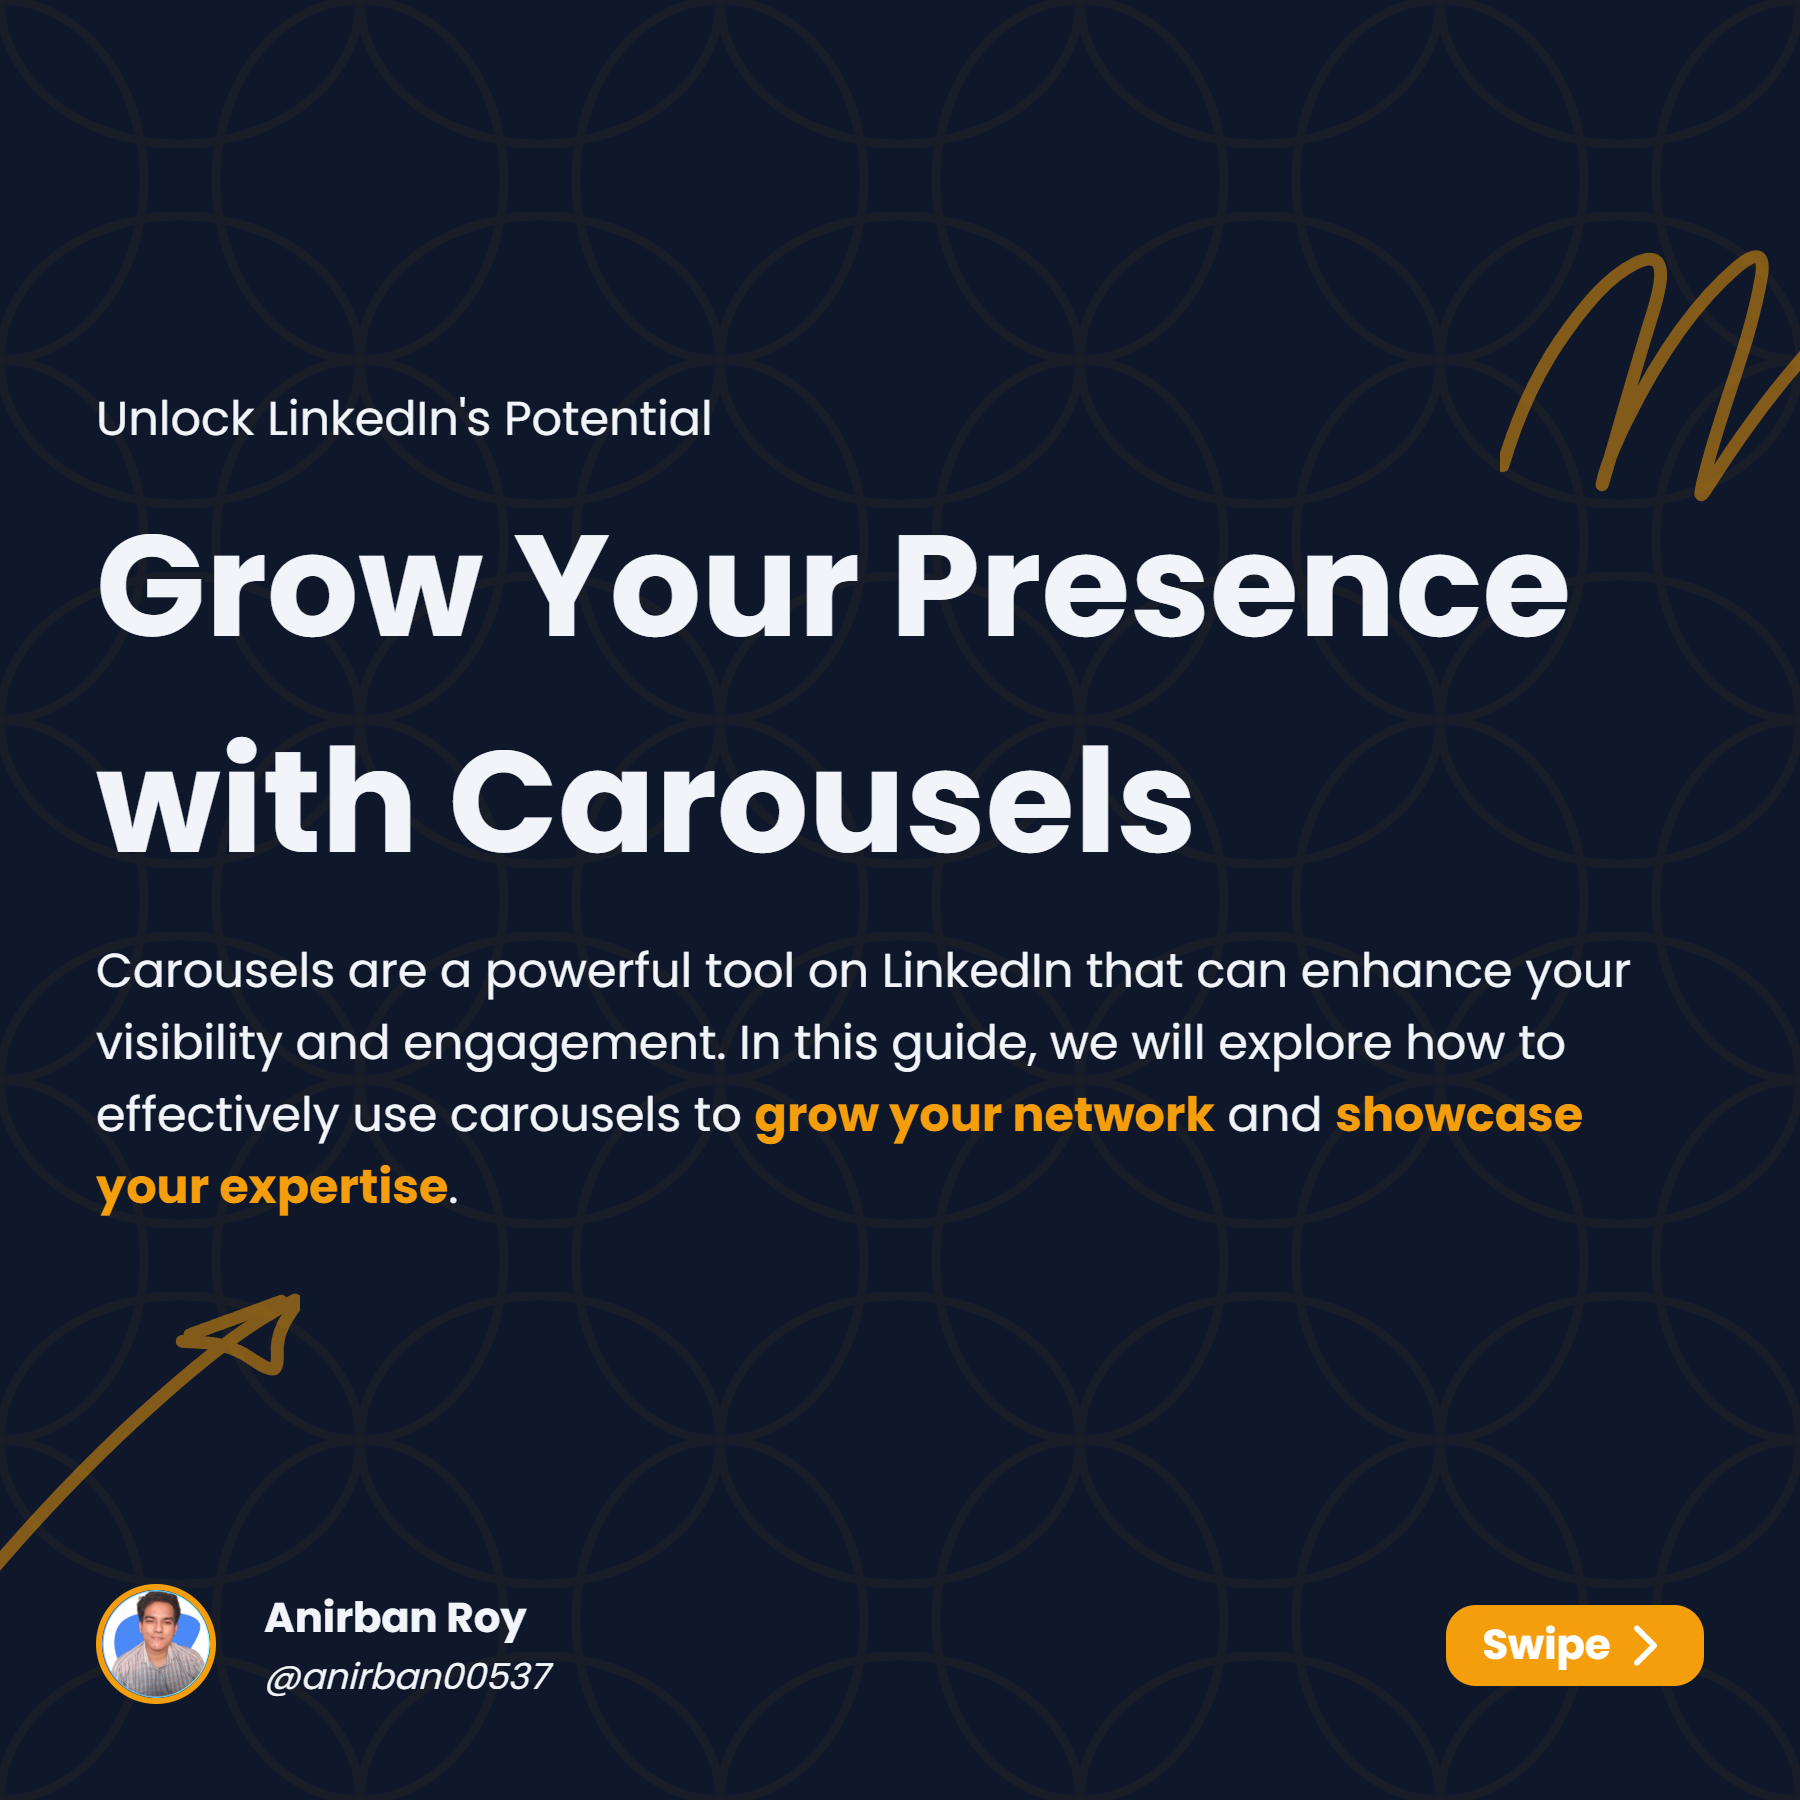 Unlock LinkedIn's Potential
Grow Your Presence
with Carousels
Carousels are a powerful tool on LinkedIn that can enhance your
visibility and engagement. In this guide, we will explore how to
effectively use carousels to grow your network and showcase
your expertise.
Anirban Roy
@anirban00537
Swipe